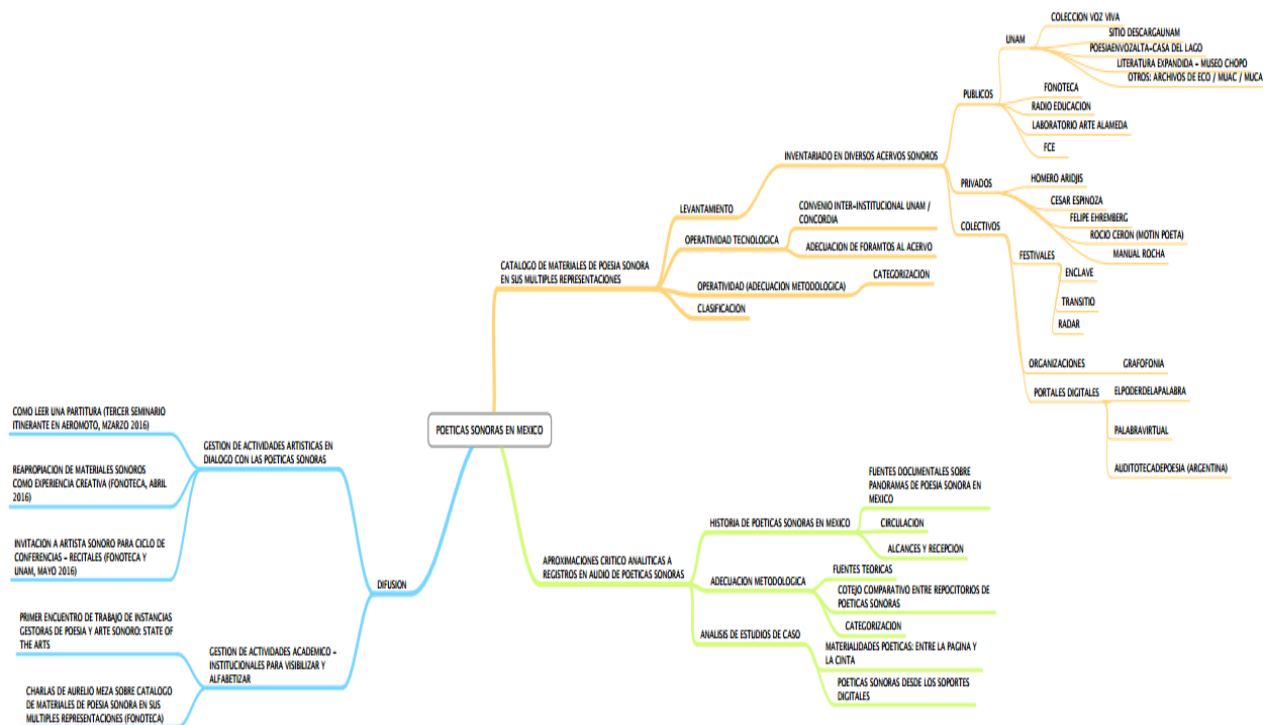 POETICAS SONORAS EN MEXICO
CATALOGO DE MATERIALES DE POESIA SONORA
EN SUS MULTIPLES REPRESENTACIONES
LEVANTAMIENTO
INVENTARIADO EN DIVERSOS ACERVOS SONOROS
PUBLICOS
UNAM
COLECCION VOZ VIVA
SITIO DESCARGAUNAM
POESIAENVOZALTA-CASA DEL LAGO
LITERATURA EXPANDIDA - MUSEO CHOPO
OTROS: ARCHIVOS DE ECO / MUAC / MUCA
FONOTECA
RADIO EDUCACION
LABORATORIO ARTE ALAMEDA
FCE
PRIVADOS
HOMERO ARIDJIS
CESAR ESPINOZA
FELIPE EHREMBERG
ROCIO CERON (MOTIN POETA)
MANUAL ROCHA
COLECTIVOS
FESTIVALES
ENCLAVE
TRANSITIO
RADAR
ORGANIZACIONES
GRAFOFONIA
PORTALES DIGITALES
ELPODERDELAPALABRA
PALABRAVIRTUAL
AUDITOTECADEPOESIA (ARGENTINA)
OPERATIVIDAD TECNOLOGICA
CONVENIO INTER-INSTITUCIONAL UNAM /
CONCORDIA
ADECUACION DE FORAMTOS AL ACERVO
OPERATIVIDAD (ADECUACION METODOLOGICA)
CATEGORIZACION
CLASIFICACION
APROXIMACIONES CRITICO ANALITICAS A
REGISTROS EN AUDIO DE POETICAS SONORAS
HISTORIA DE POETICAS SONORAS EN MEXICO
FUENTES DOCUMENTALES SOBRE
PANORAMAS DE POESIA SONORA EN
MEXICO
CIRCULACION
ALCANCES Y RECEPCION
ADECUACION METODOLOGICA
FUENTES TEORICAS
COTEJO COMPARATIVO ENTRE REPOCITORIOS DE
POETICAS SONORAS
CATEGORIZACION
ANALISIS DE ESTUDIOS DE CASO
MATERIALIDADES POETICAS: ENTRE LA PAGINA Y
LA CINTA
POETICAS SONORAS DESDE LOS SOPORTES
DIGITALES
DIFUSION
GESTION DE ACTIVIDADES ARTISTICAS EN
DIALOGO CON LAS POETICAS SONORAS
COMO LEER UNA PARTITURA (TERCER SEMINARIO
ITINERANTE EN AEROMOTO, MZARZO 2016)
REAPROPIACION DE MATERIALES SONOROS
COMO EXPERIENCIA CREATIVA (FONOTECA, ABRIL
2016)
INVITACION A ARTISTA SONORO PARA CICLO DE
CONFERENCIAS - RECITALES (FONOTECA Y
UNAM, MAYO 2016)
GESTION DE ACTIVIDADES ACADEMICO -
INSTITUCIONALES PARA VISIBILIZAR Y
ALFABETIZAR
PRIMER ENCUENTRO DE TRABAJO DE INSTANCIAS
GESTORAS DE POESIA Y ARTE SONORO: STATE OF
THE ARTS
CHARLAS DE AURELIO MEZA SOBRE CATALOGO
DE MATERIALES DE POESIA SONORA EN SUS
MULTIPLES REPRESENTACIONES (FONOTECA)